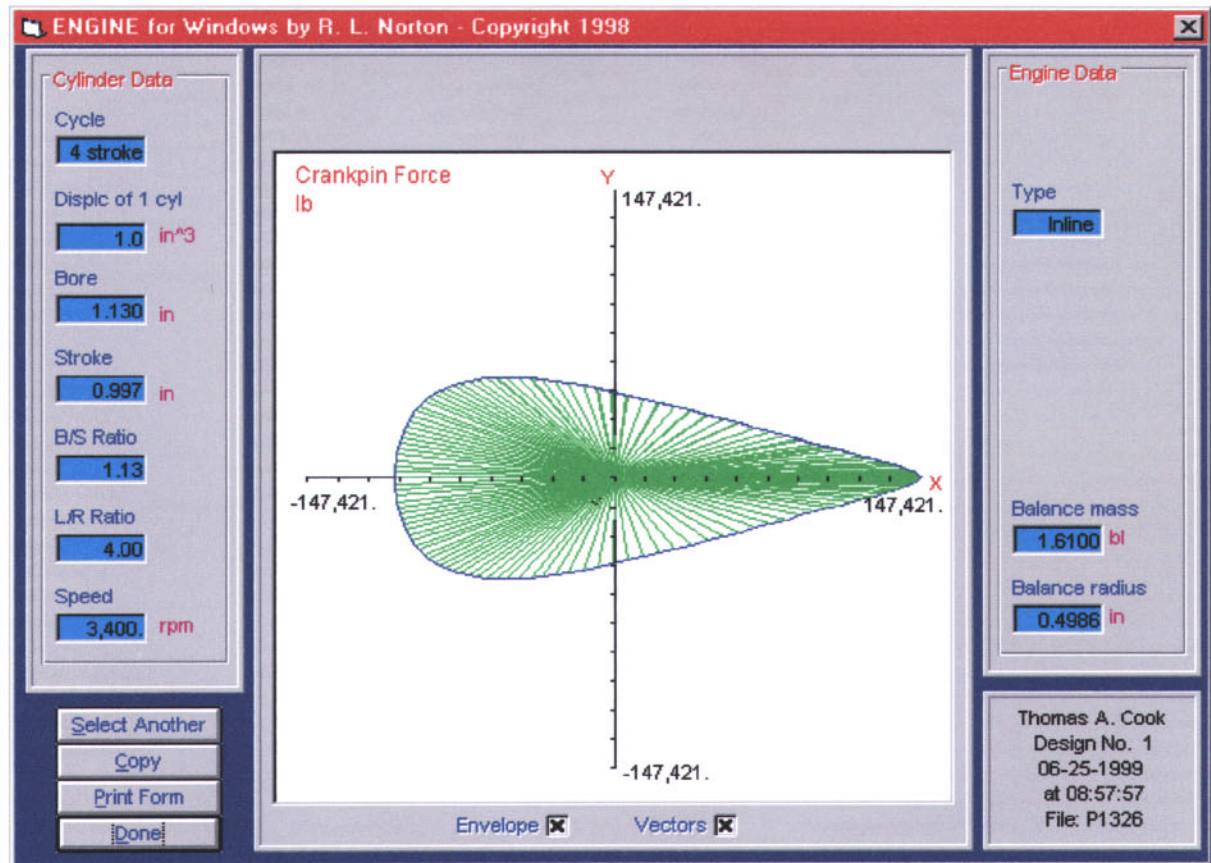 ENGINE for Windows by R. L. Norton - Copyright 1998
Cylinder Data
Cycle
4 stroke
Displc of 1 cyl
1.0 in^3
Bore
1.130 in
Stroke
0.997 in
B/S Ratio
1.13
L/R Ratio
4.00
Speed
3,400. rpm
Select Another
Copy
Print Form
Done
Crankpin Force
lb
Y
147,421.
-147,421.
X
147,421.
-147,421.
Envelope
Vectors
Engine Data
Type
Inline
Balance mass
1.6100 bl
Balance radius
0.4986 in
Thomas A. Cook
Design No. 1
06-25-1999
at 08:57:57
File: P1326